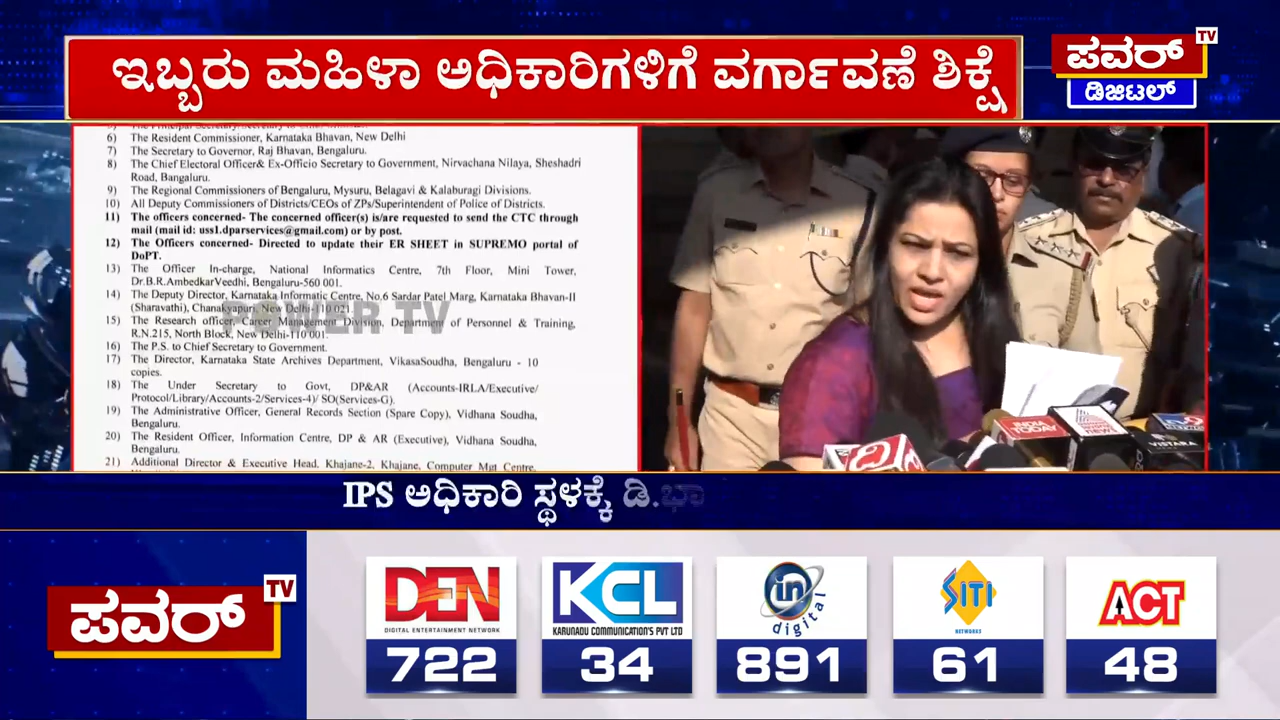 ಇಬ್ಬರು ಮಹಿಳಾ ಅಧಿಕಾರಿಗಳಿಗೆ ವರ್ಗಾವಣೆ ಶಿಕ್ಷೆ
ಪವರ್ TV
ಡಿಜಿಟಲ್
6) The Resident Commissioner, Karnataka Bhavan, New Delhi
7) The Secretary to Governor, Raj Bhavan, Bengaluru.
8) The Chief Electoral Officer& Ex-Officio Secretary to Government, Nirvachana Nilaya, Sheshadri
Road, Bangaluru.
9) The Regional Commissioners of Bengaluru, Mysuru, Belagavi & Kalaburagi Divisions.
10) All Deputy Commissioners of Districts/CEOs of ZPs/Superintendent of Police of Districts.
11) The officers concerned- The concerned officer(s) is/are requested to send the CTC through
mail (mail id: uss1.dparservices@gmail.com) or by post.
12) The Officers concerned- Directed to update their ER SHEET in SUPREMO portal of
DoPT.
13) The Officer In-charge, National Informatics Centre, 7th Floor, Mini Tower,
Dr.B.R.AmbedkarVeedhi, Bengaluru-560 001.
14) The Deputy Director, Karnataka Informatic Centre, No.6 Sardar Patel Marg, Karnataka Bhavan-II
(Sharavathi), Chanakyapuri, New Delhi-110 021.
15) The Research officer, Career Management Division, Department of Personnel & Training,
R.N.215, North Block, New Delhi-110 001.
16) The P.S. to Chief Secretary to Government.
17) The Director, Karnataka State Archives Department, VikasaSoudha, Bengaluru - 10
copies.
18) The Under Secretary to Govt, DP&AR (Accounts-IRLA/Executive/
Protocol/Library/Accounts-2/Services-4)/ SO(Services-G).
19) The Administrative Officer, General Records Section (Spare Copy), Vidhana Soudha,
Bengaluru.
20) The Resident Officer, Information Centre, DP & AR (Executive), Vidhana Soudha,
Bengaluru.
21) Additional Director & Executive Head, Khajane-2, Khajane, Computer Mgt Centre,
POWER TV
INDIA
TODAY
NEWS
VISTARA
IPS ಅಧಿಕಾರಿ ಸ್ಥಳಕ್ಕೆ ಡಿ.ಭಾ
ಪವರ್ TV
DEN
DIGITAL ENTERTAINMENT NETWORK
722
KCL
KARUNADU COMMUNICATION'S PVT LTD
34
in
digital
891
SITI
NETWORKS
61
ACT
48